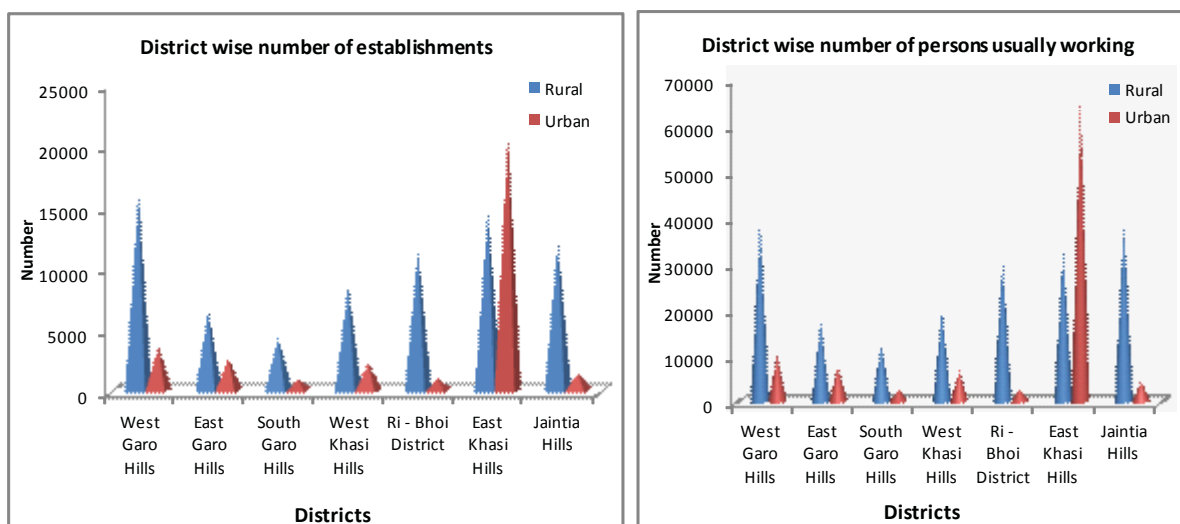 District wise number of establishments
Rural
Urban
25000
20000
15000
10000
5000
0
Number
West Garo Hills
East Garo Hills
South Garo Hills
West Khasi Hills
Ri - Bhoi District
East Khasi Hills
Jaintia Hills
Districts
District wise number of persons usually working
Rural
Urban
70000
60000
50000
40000
30000
20000
10000
0
Number
West Garo Hills
East Garo Hills
South Garo Hills
West Khasi Hills
Ri - Bhoi District
East Khasi Hills
Jaintia Hills
Districts